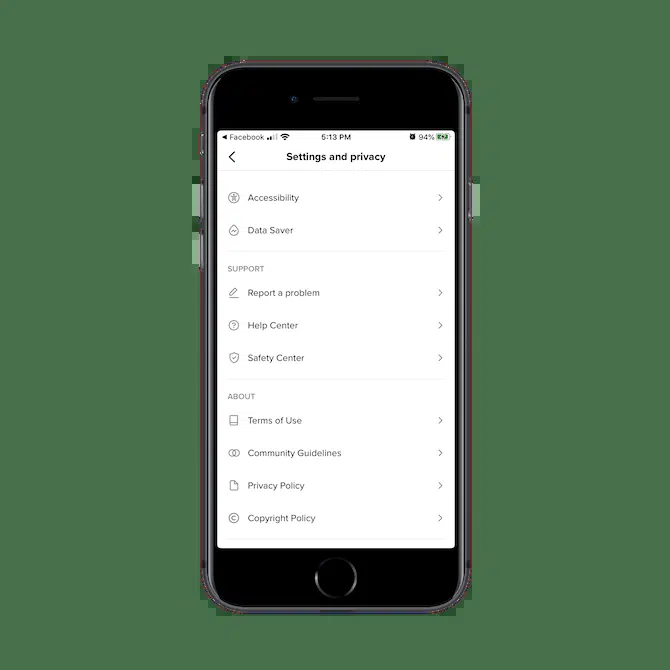 Facebook 5:13 PM 94%
Settings and privacy
Accessibility
Data Saver
SUPPORT
Report a problem
Help Center
Safety Center
ABOUT
Terms of Use
Community Guidelines
Privacy Policy
Copyright Policy